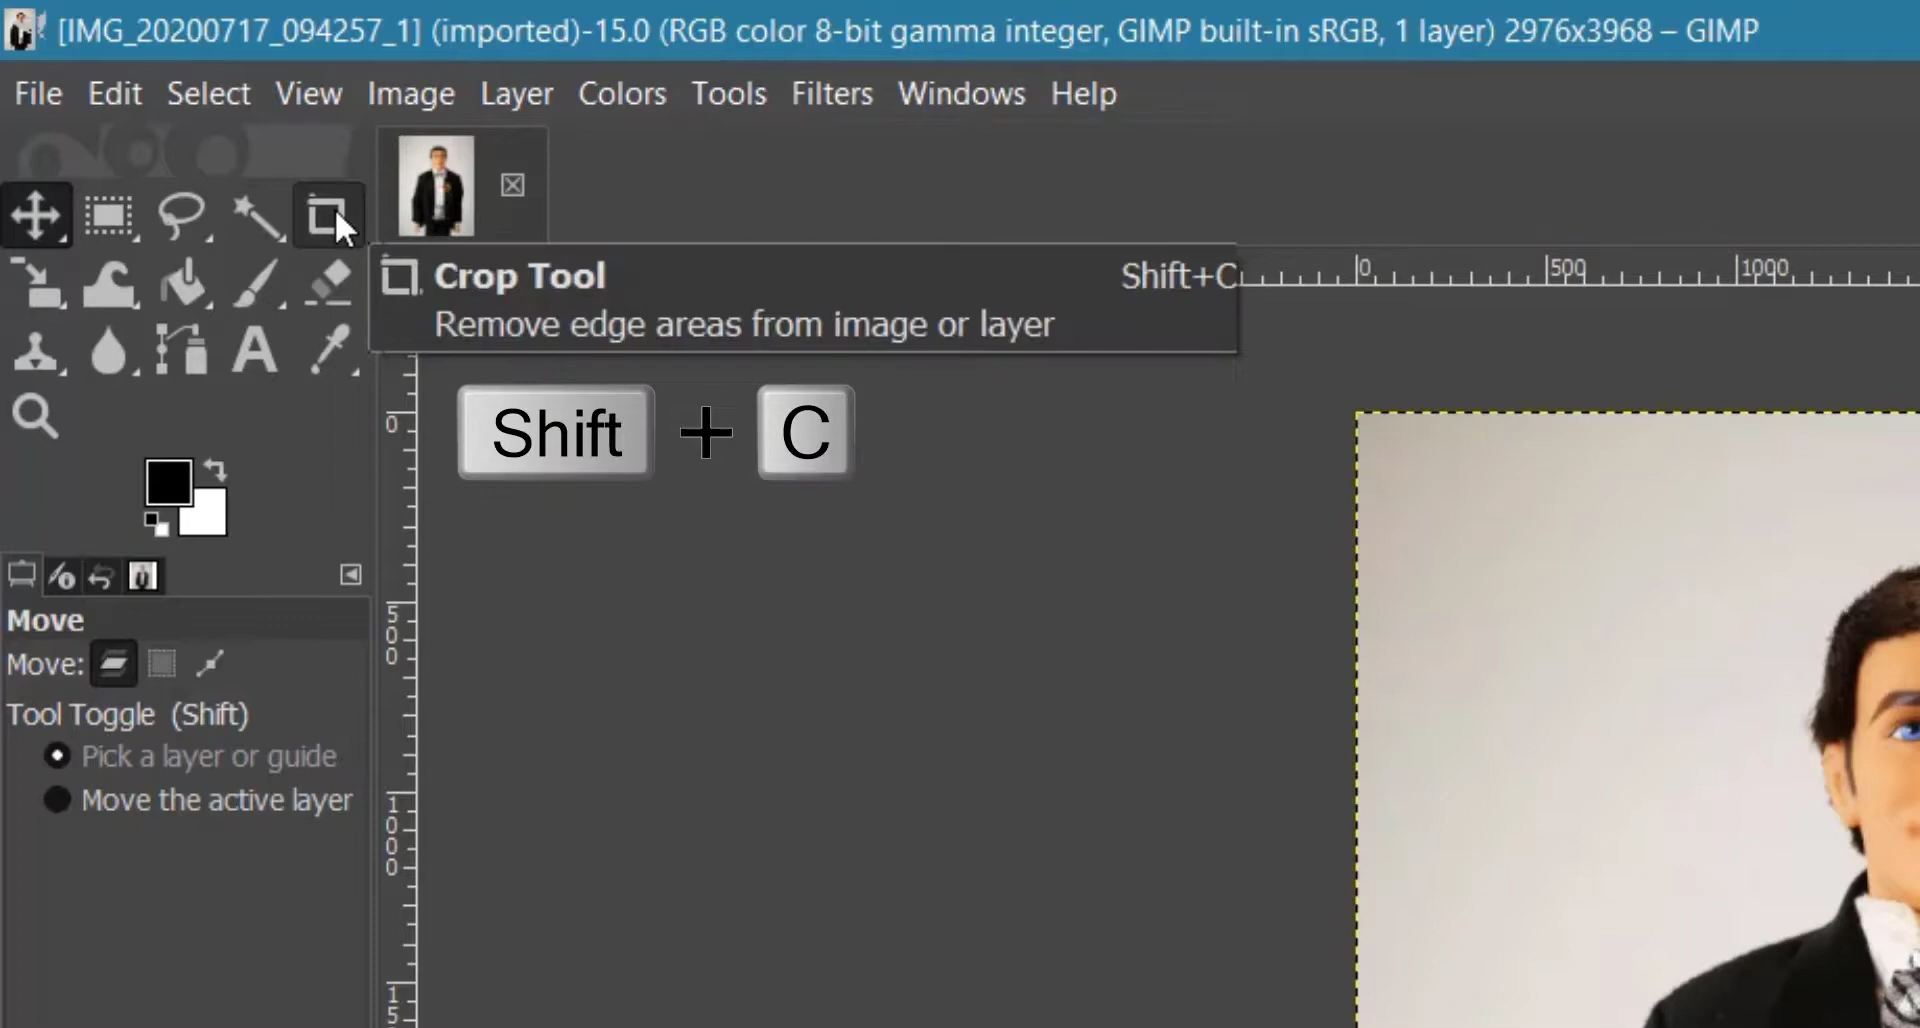 [IMG_20200717_094257_1] (imported)-15.0 (RGB color 8-bit gamma integer, GIMP built-in sRGB, 1 layer) 2976x3968 – GIMP
File Edit Select View Image Layer Colors Tools Filters Windows Help
Crop Tool Shift+C
Remove edge areas from image or layer
0 500 1000
Shift + C
0
500
1000
15
Move
Move:
Tool Toggle (Shift)
Pick a layer or guide
Move the active layer